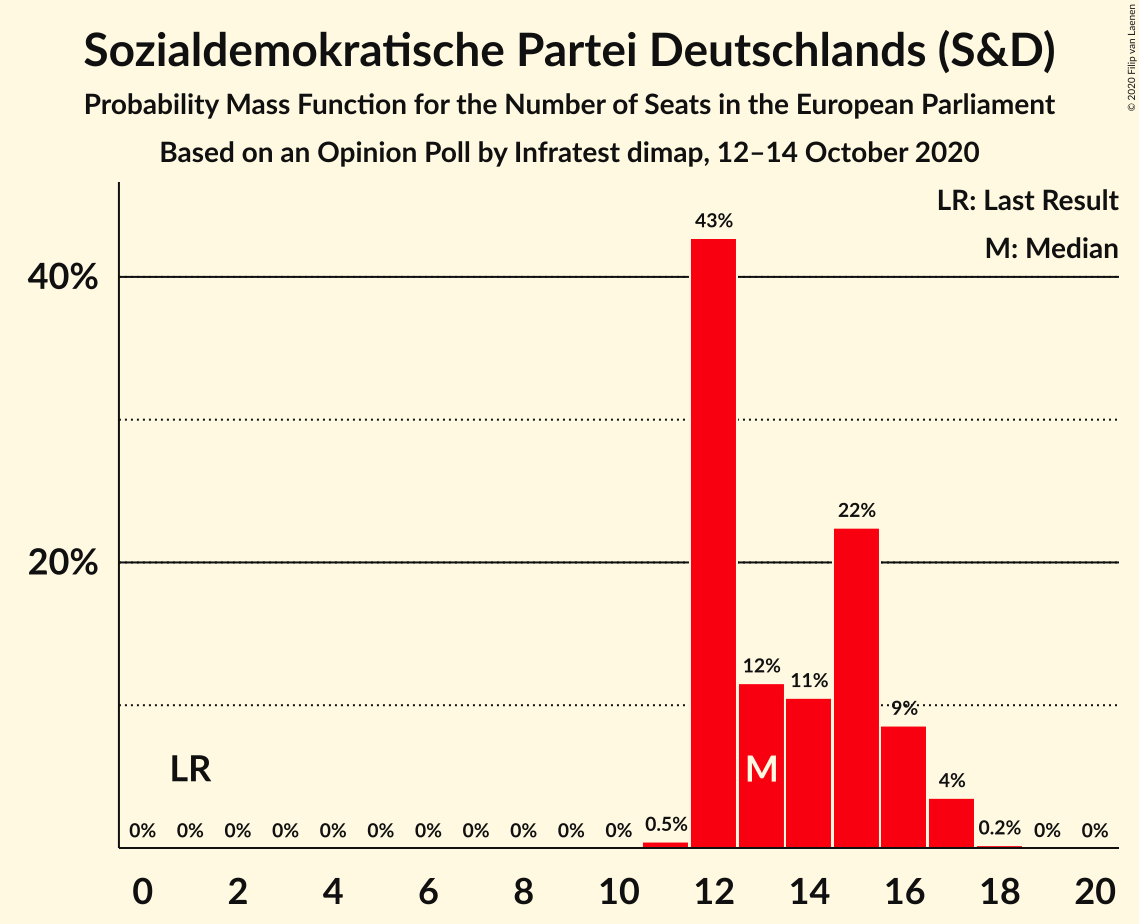 Sozialdemokratische Partei Deutschlands (S&D)
Probability Mass Function for the Number of Seats in the European Parliament
Based on an Opinion Poll by Infratest dimap, 12–14 October 2020
© 2020 Filip van Laenen
LR: Last Result
M: Median
43%
40%
22%
20%
12%
11%
9%
LR
M
4%
0% 0% 0% 0% 0% 0% 0% 0% 0% 0% 0% 0.5% 0.2% 0% 0%
0 2 4 6 8 10 12 14 16 18 20